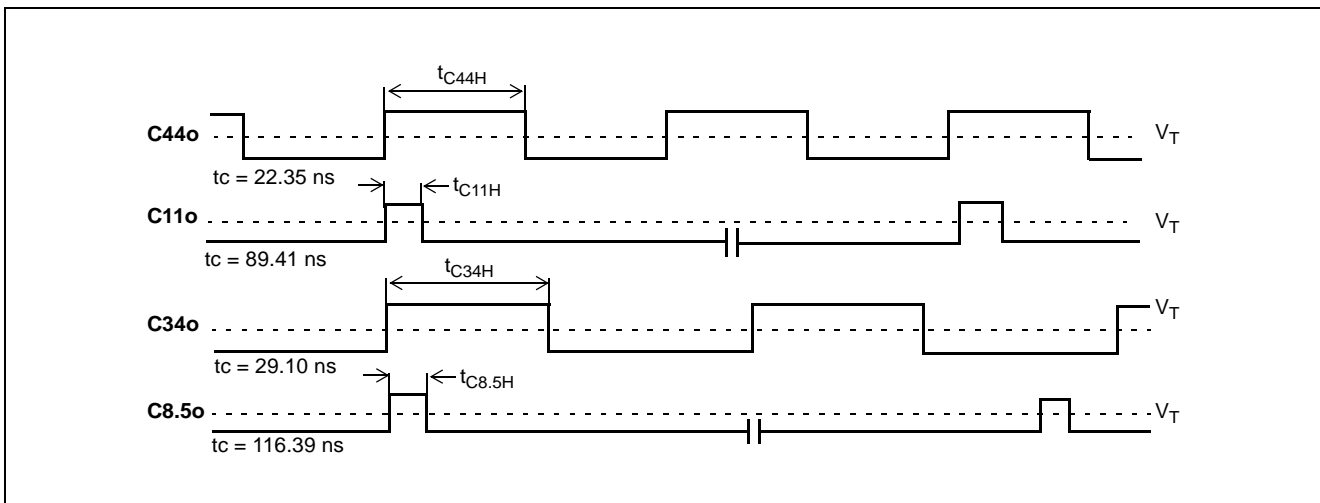 tC44H
C44o
VT
tc = 22.35 ns
tC11H
C11o
VT
tc = 89.41 ns
tC34H
C34o
VT
tc = 29.10 ns
tC8.5H
C8.5o
VT
tc = 116.39 ns